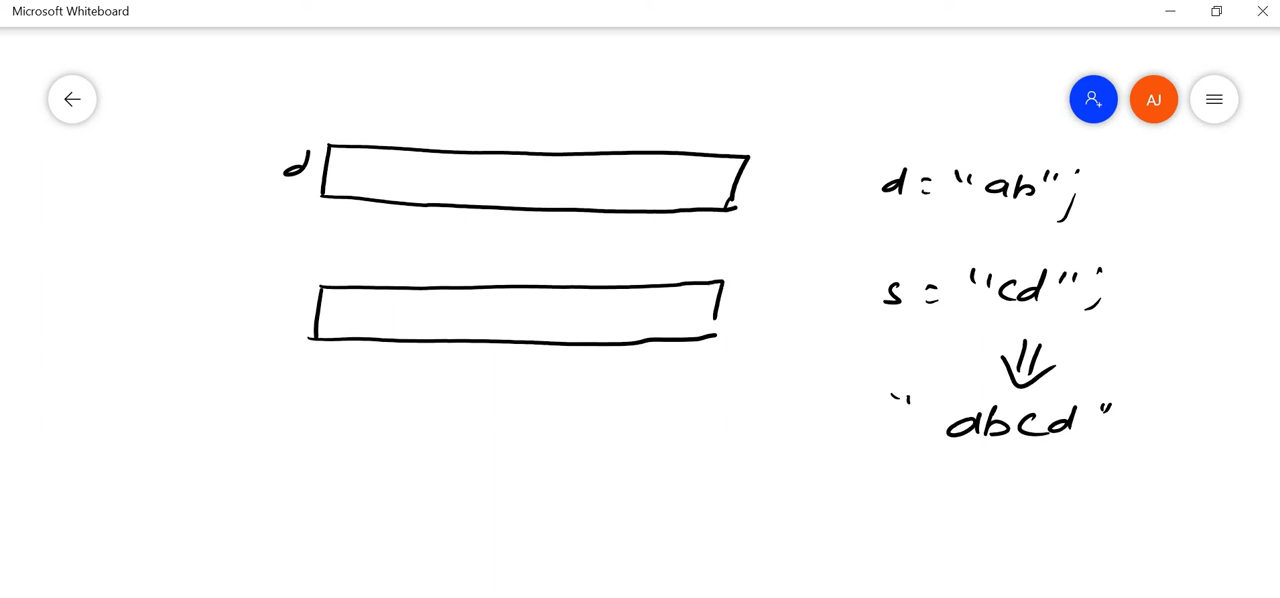 Microsoft Whiteboard
AJ
d
d = "ab";
s = "cd";
"abcd"